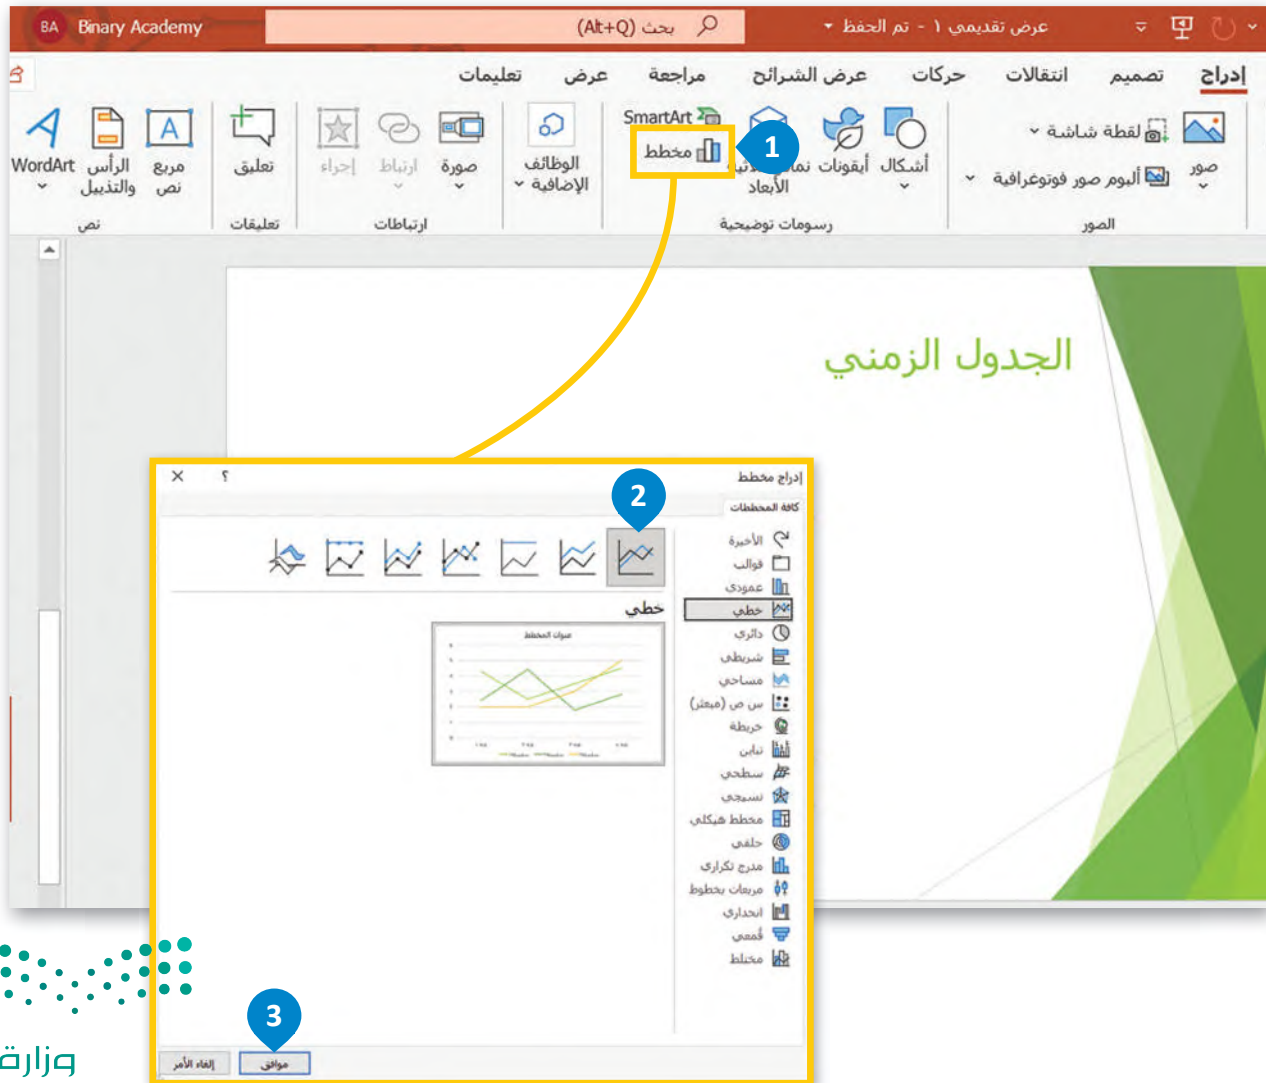 عرض تقديمي ١ - تم الحفظ
بحث (Alt+Q)
Binary Academy
BA
إدراج تصميم انتقالات حركات عرض الشرائح مراجعة عرض تعليمات
صور
لقطة شاشة
ألبوم صور فوتوغرافية
الصور
أشكال
أيقونات
الأبعاد
SmartArt
مخطط
1
رسومات توضيحية
الوظائف
الإضافية
صورة
ارتباط
إجراء
ارتباطات
تعليق
تعليقات
مربع
نص
الرأس
والتذييل
WordArt
نص
الجدول الزمني
إدراج مخطط
؟
كافة المخططات
2
الأخيرة
قوالب
عمودي
خطي
دائري
شريطي
مساحي
س ص (مبعثر)
خريطة
تباين
سطحي
نسيجي
مخطط هيكلي
حلقي
مدرج تكراري
مربعات بخطوط
انحداري
قُمعي
مختلط
خطي
عنوان المخطط
3
موافق
إلغاء الأمر
وزارة